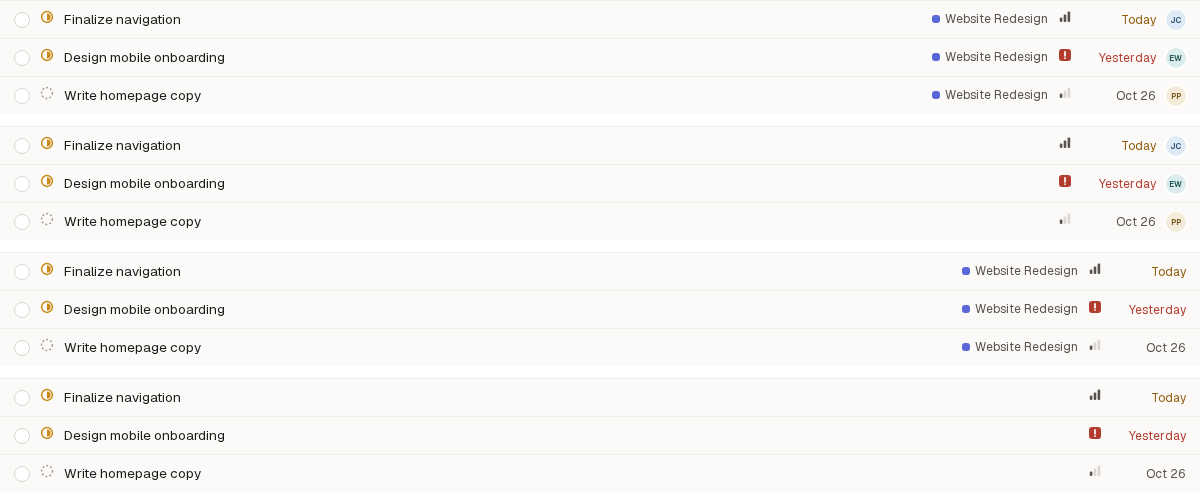 Finalize navigation Website Redesign Today JC
Design mobile onboarding Website Redesign ! Yesterday EW
Write homepage copy Website Redesign Oct 26 PP
Finalize navigation Today JC
Design mobile onboarding ! Yesterday EW
Write homepage copy Oct 26 PP
Finalize navigation Website Redesign Today
Design mobile onboarding Website Redesign ! Yesterday
Write homepage copy Website Redesign Oct 26
Finalize navigation Today
Design mobile onboarding ! Yesterday
Write homepage copy Oct 26